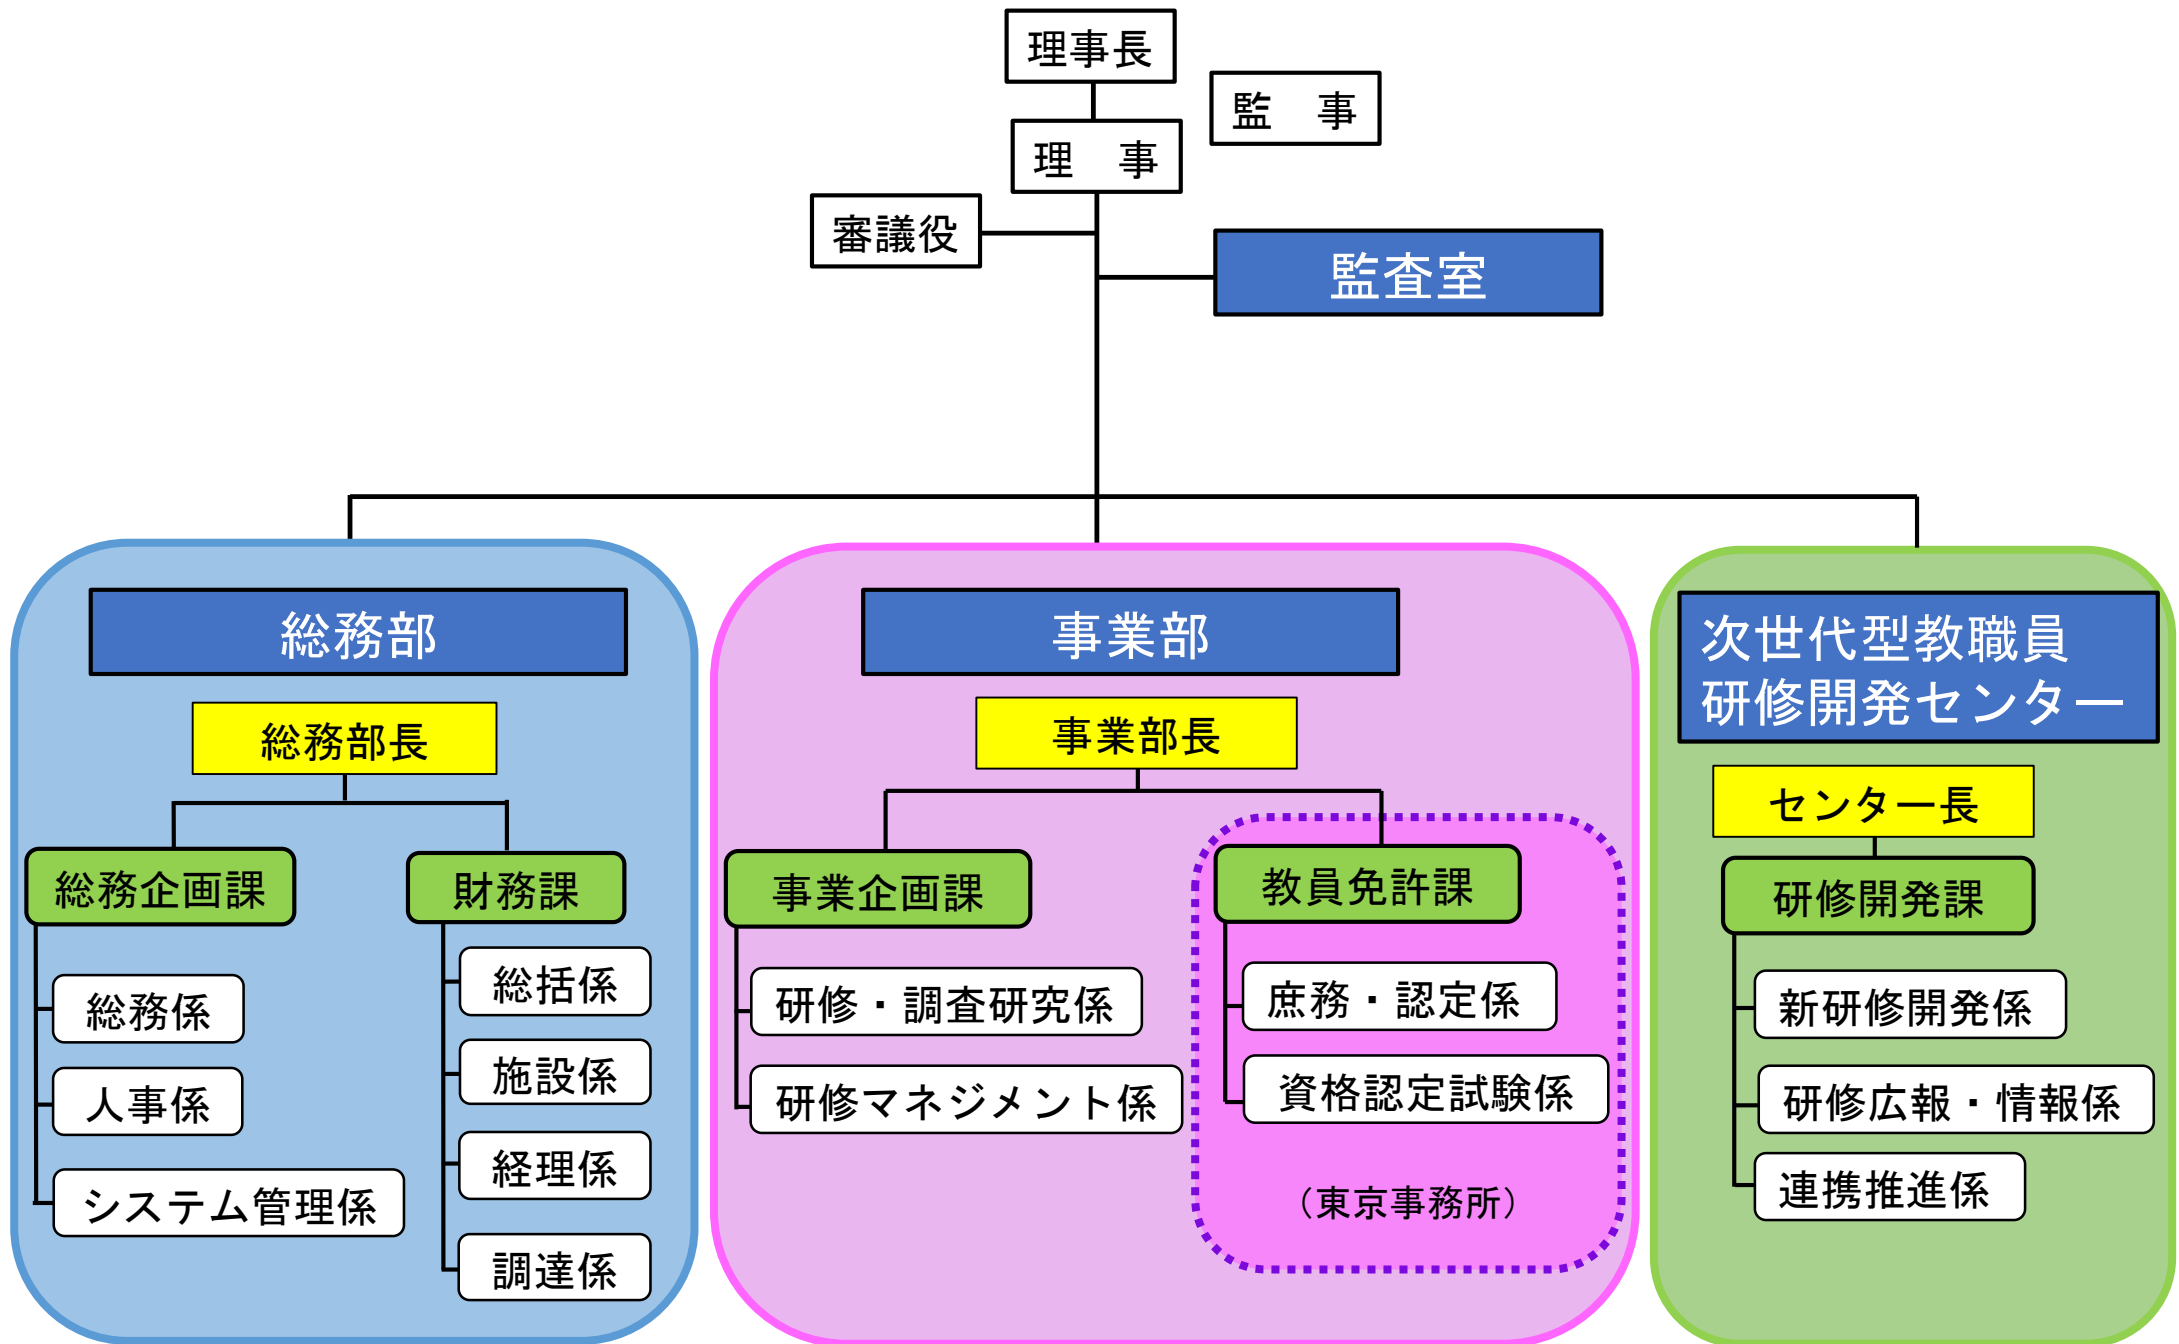 理事長
監　事
理　事
審議役
監査室
総務部
総務部長
総務企画課
総務係
人事係
システム管理係
財務課
総括係
施設係
経理係
調達係
事業部
事業部長
事業企画課
研修・調査研究係
研修マネジメント係
教員免許課
庶務・認定係
資格認定試験係
（東京事務所）
次世代型教職員
研修開発センター
センター長
研修開発課
新研修開発係
研修広報・情報係
連携推進係